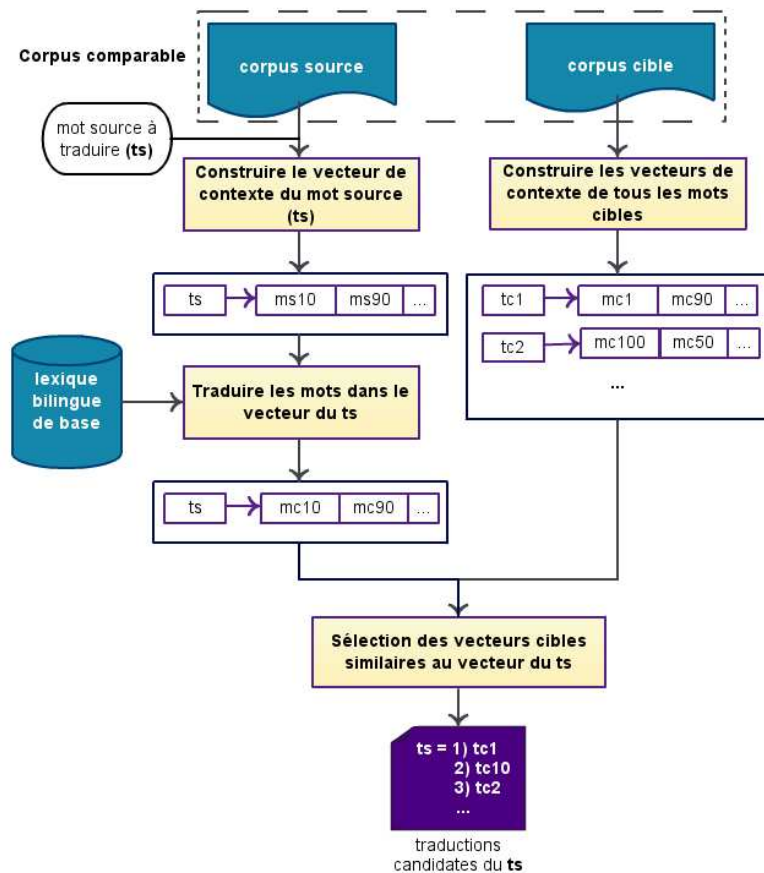 Corpus comparable
corpus source
corpus cible
mot source à
traduire (ts)
Construire le vecteur de
contexte du mot source
(ts)
Construire les vecteurs de
contexte de tous les mots
cibles
ts
ms10
ms90
...
tc1
mc1
mc90
...
tc2
mc100
mc50
...
...
lexique
bilingue
de base
Traduire les mots dans le
vecteur du ts
ts
mc10
mc90
...
Sélection des vecteurs cibles
similaires au vecteur du ts
ts = 1) tc1
2) tc10
3) tc2
...
traductions
candidates du ts